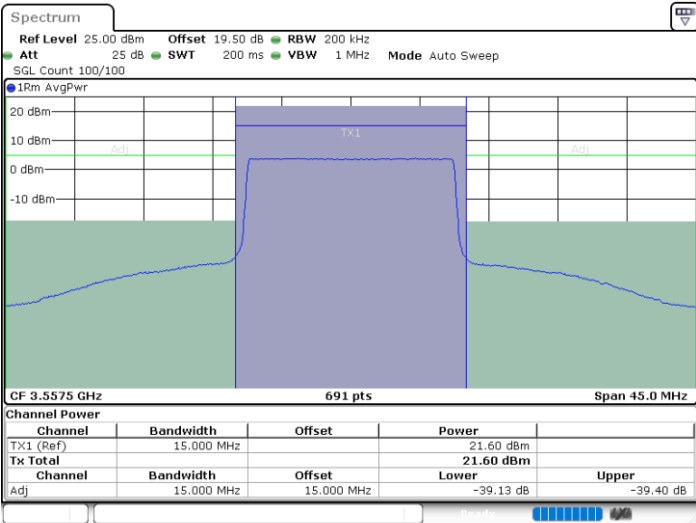 Spectrum
Ref Level 25.00 dBm Offset 19.50 dB RBW 200 kHz
Att 25 dB SWT 200 ms VBW 1 MHz Mode Auto Sweep
SGL Count 100/100
1Rm AvgPwr
20 dBm
TX1
10 dBm
Adj Adj
0 dBm
-10 dBm
CF 3.5575 GHz 691 pts Span 45.0 MHz
Channel Power
Channel Bandwidth Offset Power
TX1 (Ref) 15.000 MHz 21.60 dBm
Tx Total 21.60 dBm
Channel Bandwidth Offset Lower Upper
Adj 15.000 MHz 15.000 MHz -39.13 dB -39.40 dB
Ready